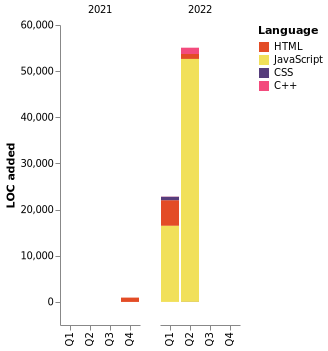 2021
2022
Language
HTML
JavaScript
CSS
C++
LOC added
60,000
50,000
40,000
30,000
20,000
10,000
0
Q1
Q2
Q3
Q4
Q1
Q2
Q3
Q4